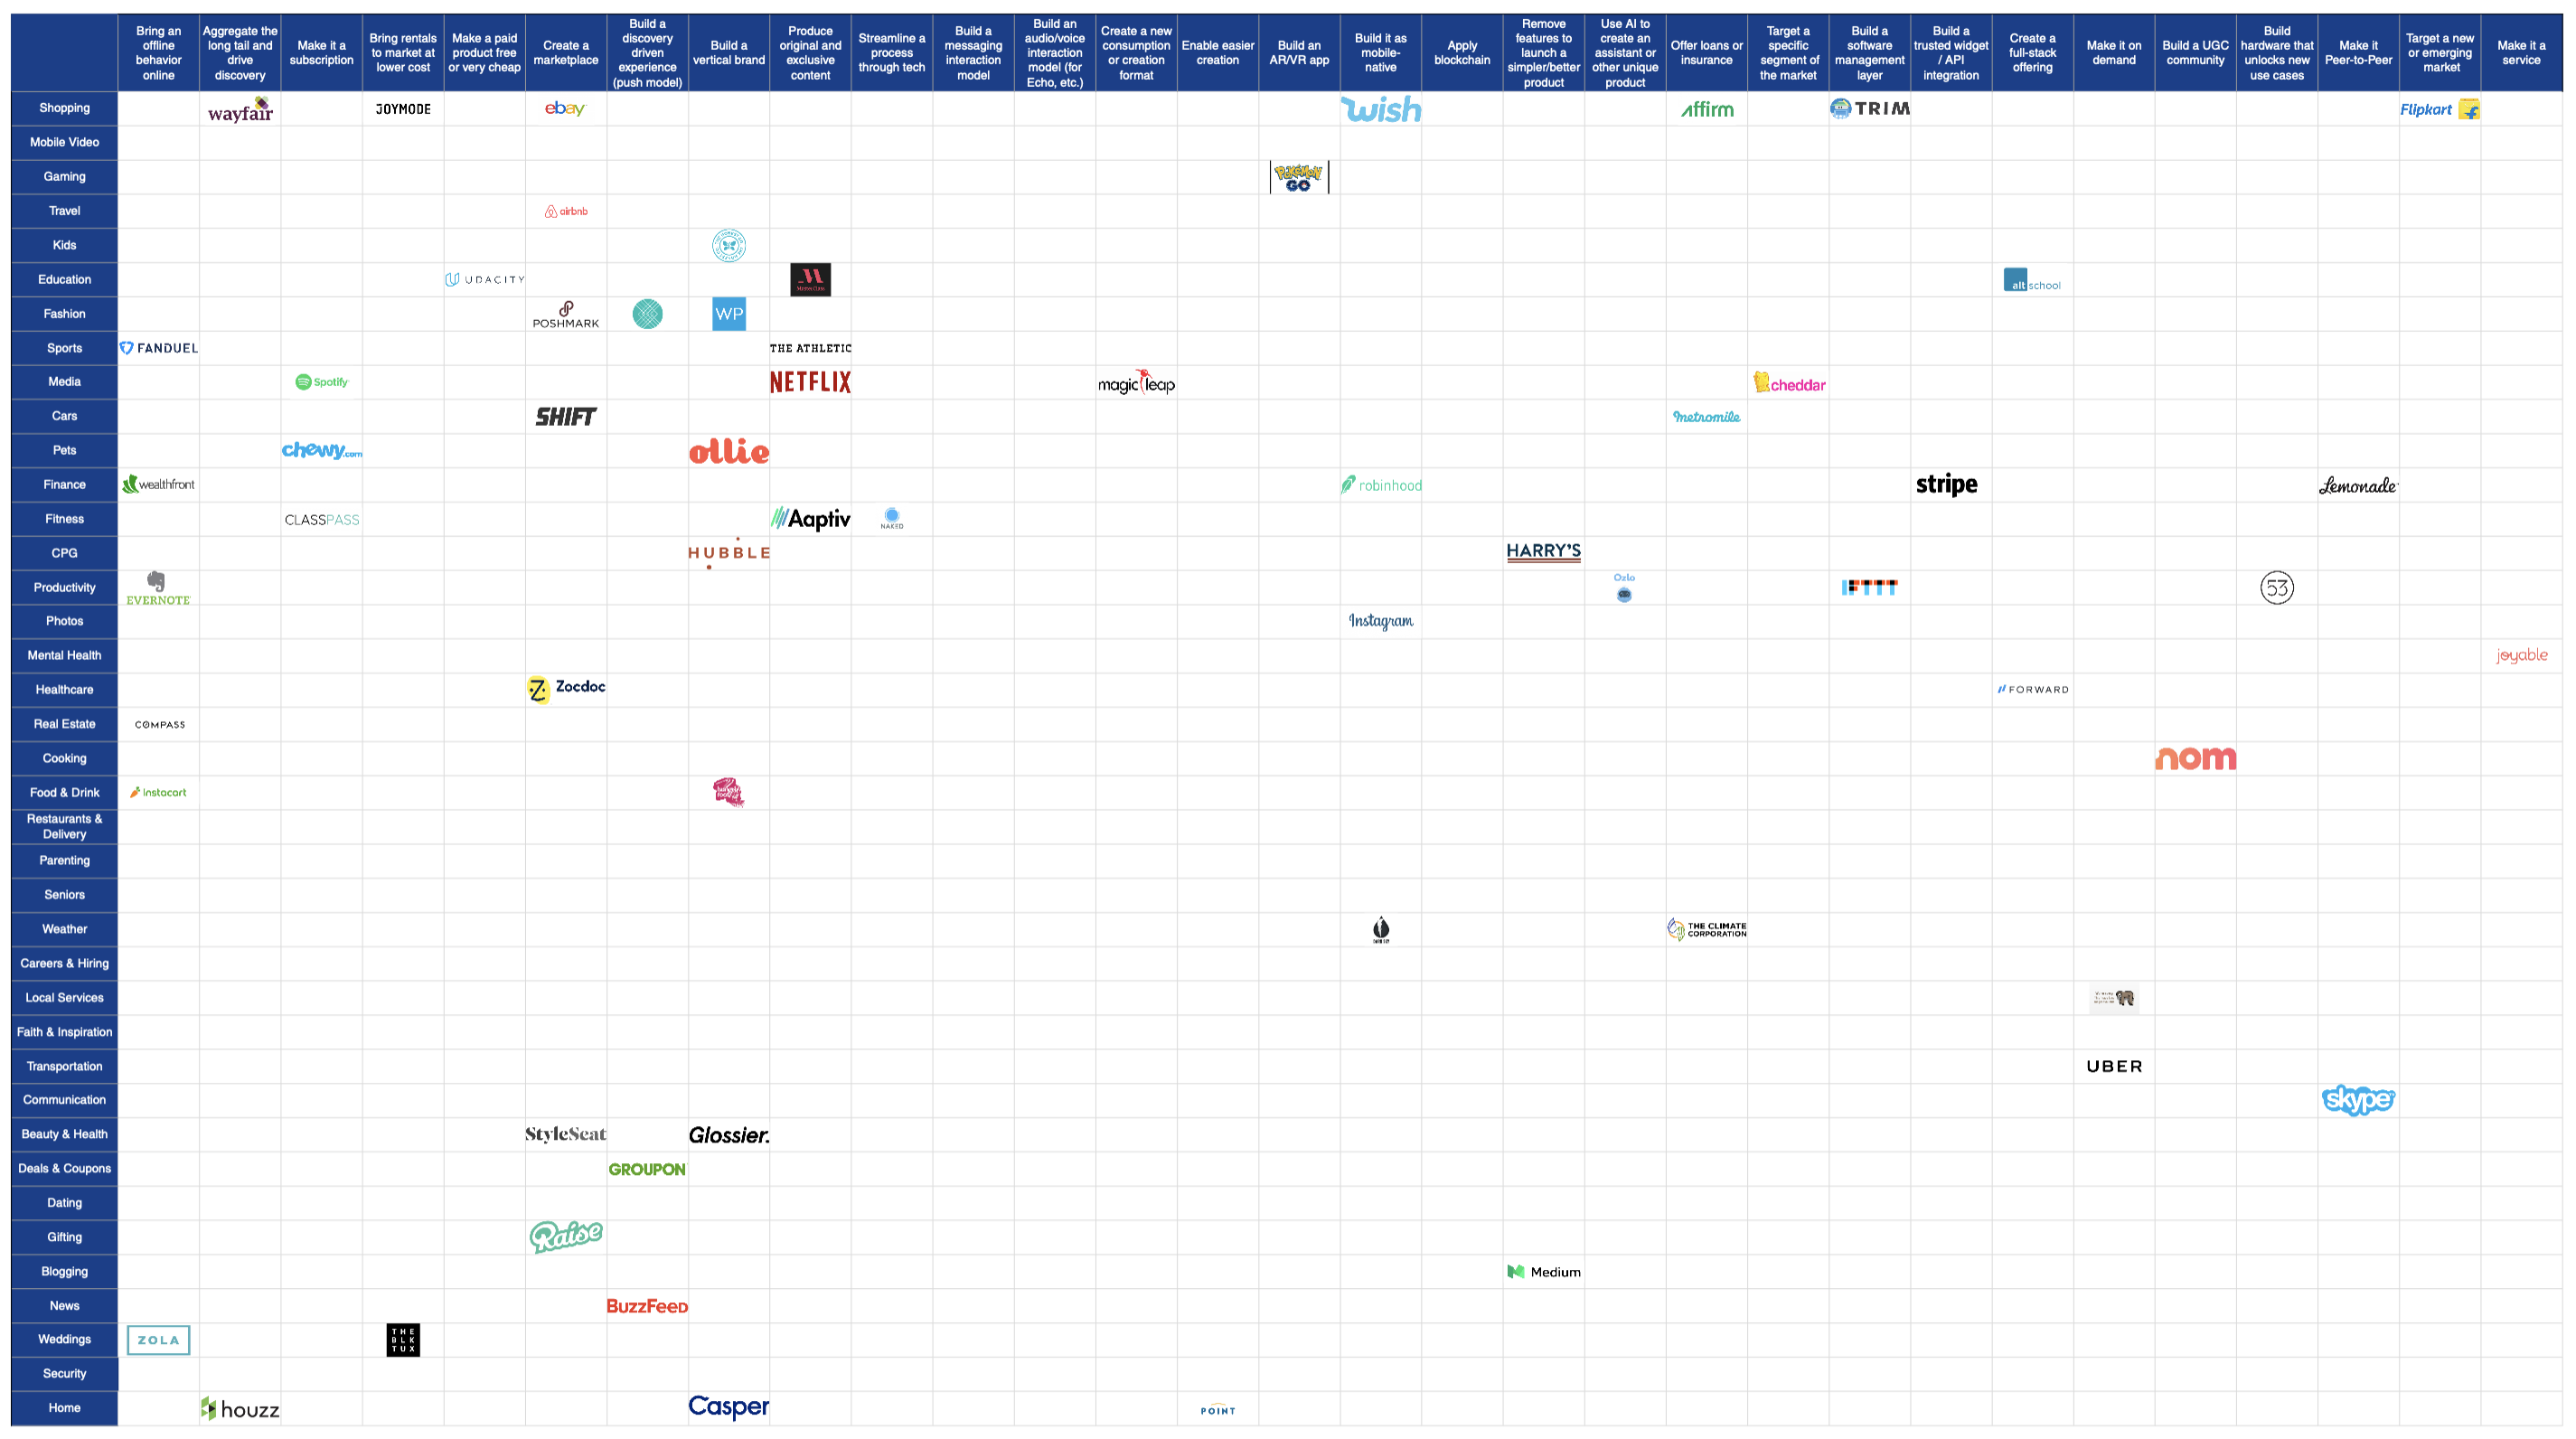 Bring an
offline
behavior
online
Aggregate the
long tail and
drive
discovery
Make it a
subscription
Bring rentals
to market at
lower cost
Make a paid
product free
or very cheap
Create a
marketplace
Build a
discovery
driven
experience
(push model)
Build a
vertical brand
Produce
original and
exclusive
content
Streamline a
process
through tech
Build a
messaging
interaction
model
Build an
audio/voice
interaction
model (for
Echo, etc.)
Create a new
consumption
or creation
format
Enable easier
creation
Build an
AR/VR app
Build it as
mobile-
native
Apply
blockchain
Remove
features to
launch a
simpler/better
product
Use AI to
create an
assistant or
other unique
product
Offer loans or
insurance
Target a
specific
segment of
the market
Build a
software
management
layer
Build a
trusted widget
/ API
integration
Create a
full-stack
offering
Make it on
demand
Build a UGC
community
Build
hardware that
unlocks new
use cases
Make it
Peer-to-Peer
Target a new
or emerging
market
Make it a
service
Shopping
wayfair
JOYMODE
ebay
wish
affirm
TRIM
Flipkart
Mobile Video
Gaming
POKÉMON
GO
Travel
airbnb
Kids
Education
UDACITY
MasterClass
alt school
Fashion
POSHMARK
WP
Sports
FANDUEL
THE ATHLETIC
Media
Spotify
NETFLIX
magic leap
cheddar
Cars
SHIFT
metromile
Pets
chewy.com
ollie
Finance
wealthfront
robinhood
stripe
Lemonade
Fitness
CLASSPASS
Aaptiv
NAKED
CPG
HUBBLE
HARRY'S
Productivity
EVERNOTE
Ozlo
IFTTT
53
Photos
Instagram
Mental Health
joyable
Healthcare
Zocdoc
FORWARD
Real Estate
COMPASS
Cooking
nom
Food & Drink
instacart
Restaurants &
Delivery
Parenting
Seniors
Weather
THE CLIMATE
CORPORATION
Careers & Hiring
Local Services
Faith & Inspiration
Transportation
UBER
Communication
skype
Beauty & Health
StyleSeat
Glossier.
Deals & Coupons
GROUPON
Dating
Gifting
Raise
Blogging
Medium
News
BuzzFeed
Weddings
ZOLA
THE
BLK
TUX
Security
Home
houzz
Casper
POINT